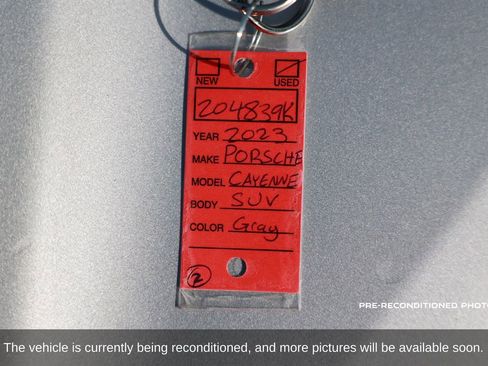 NEW USED
204839K
YEAR 2023
MAKE PORSCHE
MODEL CAYENNE
BODY SUV
COLOR Gray
2
PRE-RECONDITIONED PHOTO
The vehicle is currently being reconditioned, and more pictures will be available soon.